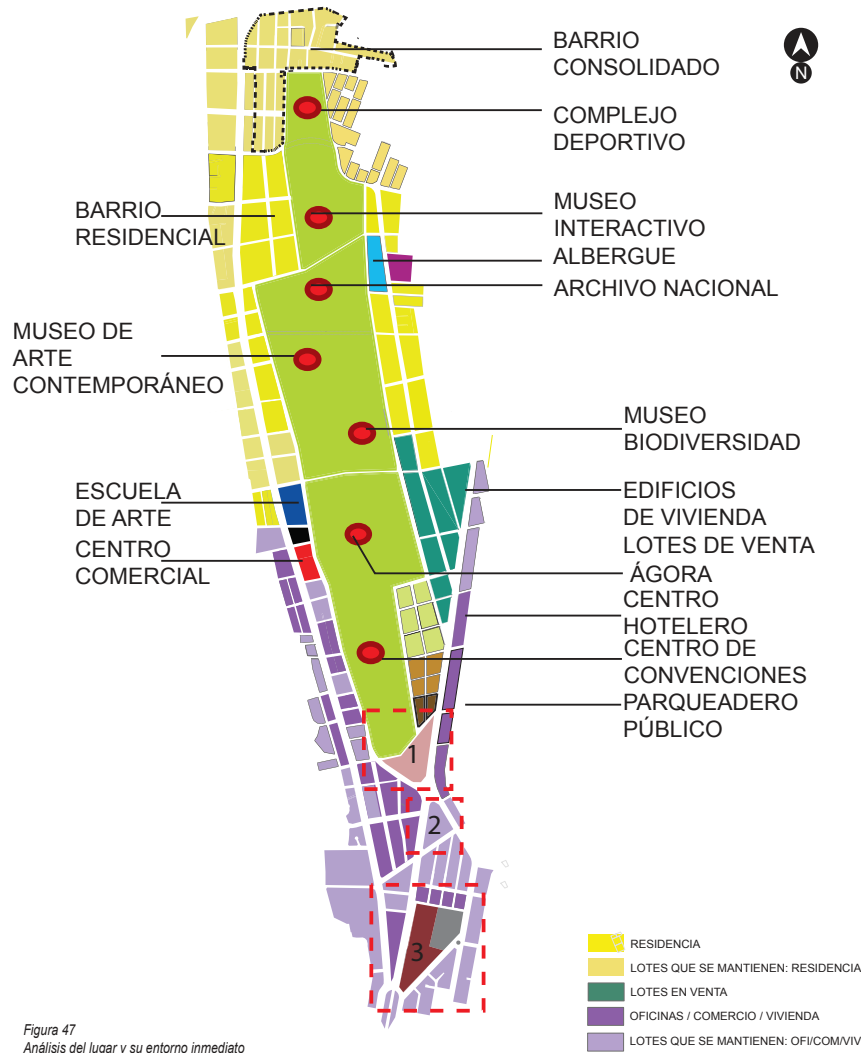 BARRIO
CONSOLIDADO
N
COMPLEJO
DEPORTIVO
BARRIO
RESIDENCIAL
MUSEO
INTERACTIVO
ALBERGUE
ARCHIVO NACIONAL
MUSEO DE
ARTE
CONTEMPORÁNEO
MUSEO
BIODIVERSIDAD
ESCUELA
DE ARTE
CENTRO
COMERCIAL
EDIFICIOS
DE VIVIENDA
LOTES DE VENTA
ÁGORA
CENTRO
HOTELERO
CENTRO DE
CONVENCIONES
PARQUEADERO
PÚBLICO
1
2
3
RESIDENCIA
LOTES QUE SE MANTIENEN: RESIDENCIA
LOTES EN VENTA
OFICINAS / COMERCIO / VIVIENDA
LOTES QUE SE MANTIENEN: OFI/COM/VIV
Figura 47
Análisis del lugar y su entorno inmediato